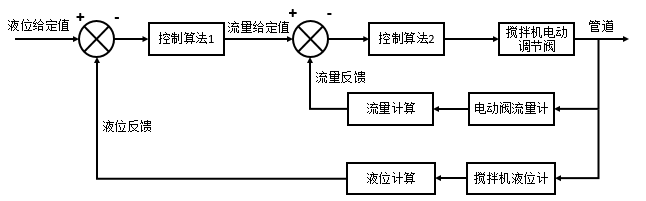 液位给定值
+
-
控制算法1
流量给定值
+
-
控制算法2
搅拌机电动
调节阀
管道
流量反馈
流量计算
电动阀流量计
液位反馈
液位计算
搅拌机液位计